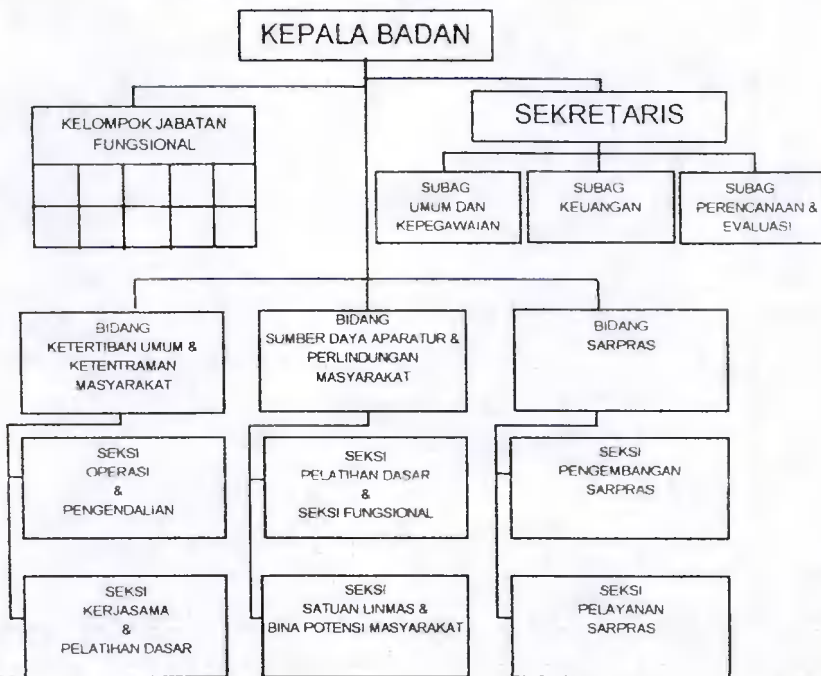 KEPALA BADAN
KELOMPOK JABATAN
FUNGSIONAL
SEKRETARIS
SUBAG
UMUM DAN
KEPEGAWAIAN
SUBAG
KEUANGAN
SUBAG
PERENCANAAN &
EVALUASI
BIDANG
KETERTIBAN UMUM &
KETENTRAMAN
MASYARAKAT
BIDANG
SUMBER DAYA APARATUR &
PERLINDUNGAN
MASYARAKAT
BIDANG
SARPRAS
SEKSI
OPERASI
&
PENGENDALIAN
SEKSI
PELATIHAN DASAR
&
SEKSI FUNGSIONAL
SEKSI
PENGEMBANGAN
SARPRAS
SEKSI
KERJASAMA
&
PELATIHAN DASAR
SEKSI
SATUAN LINMAS &
BINA POTENSI MASYARAKAT
SEKSI
PELAYANAN
SARPRAS